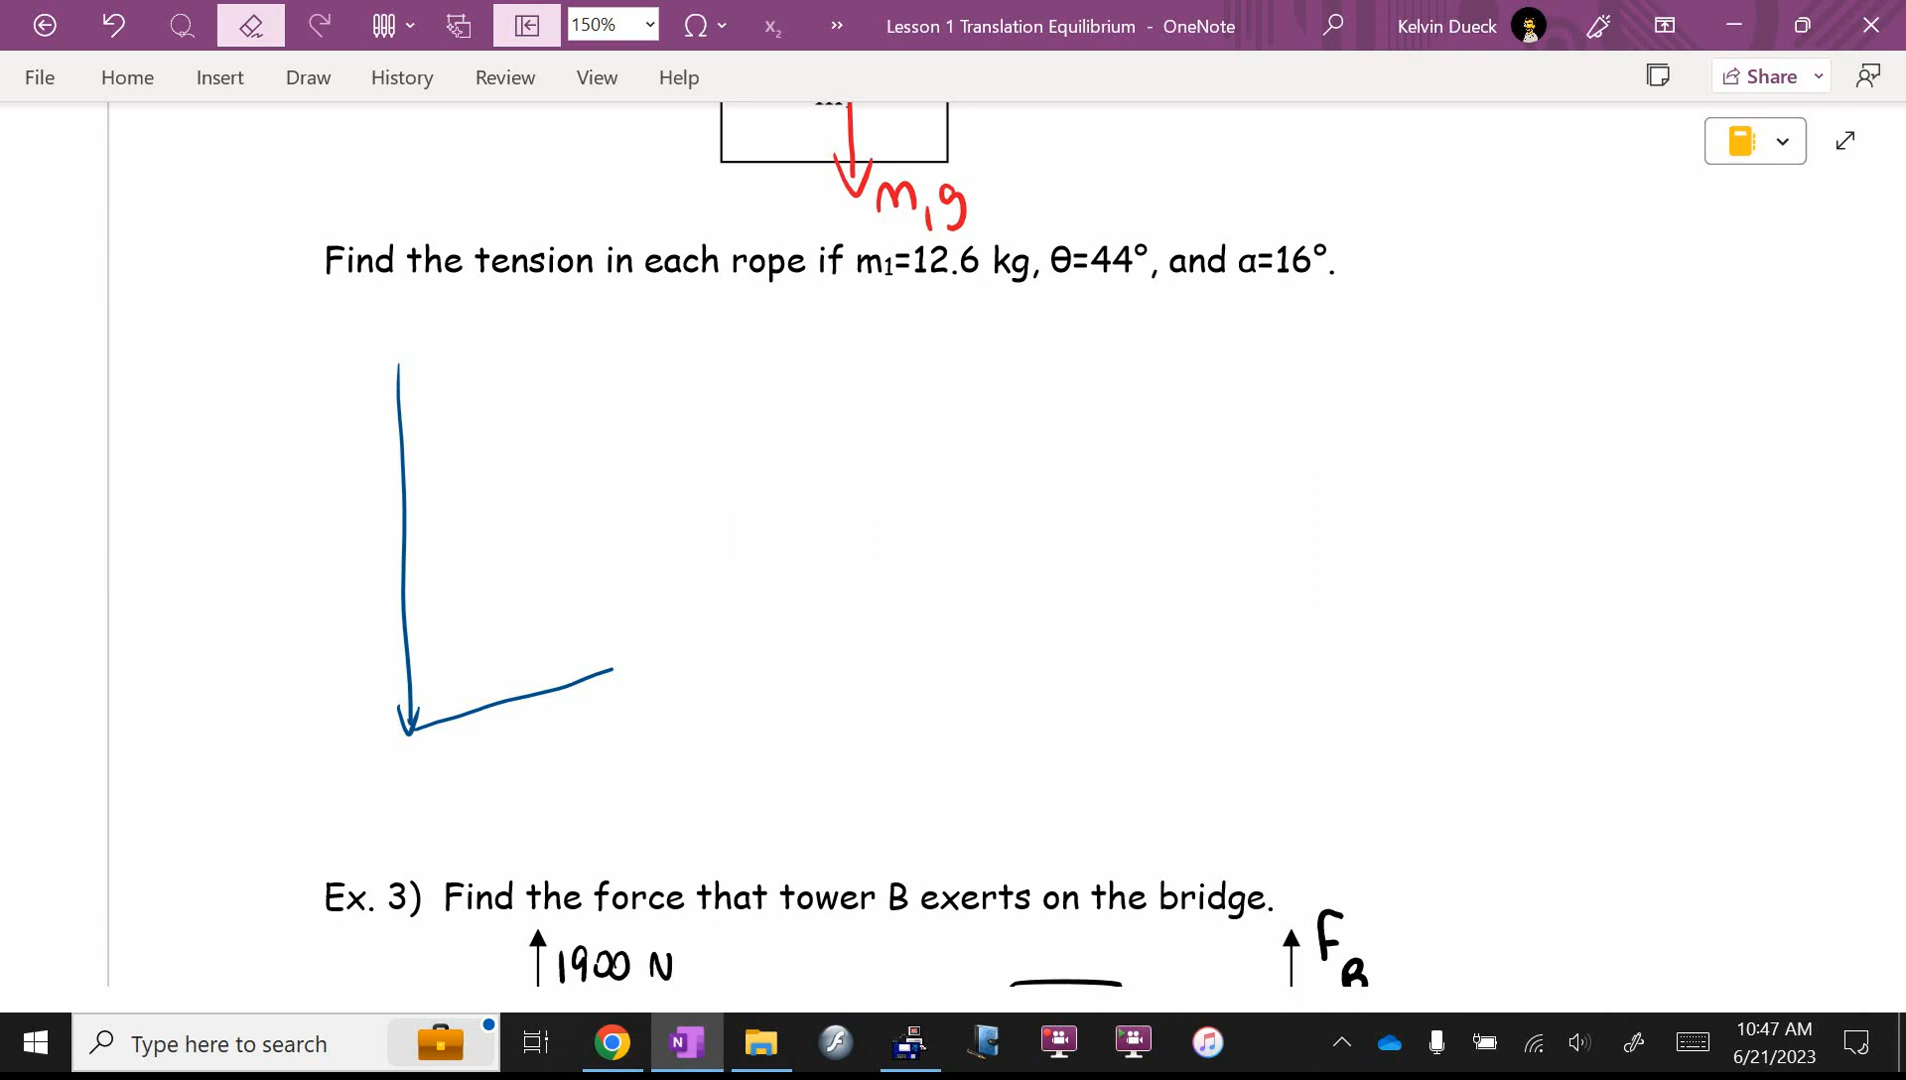 150%
Ω
x₂
»
Lesson 1 Translation Equilibrium - OneNote
Kelvin Dueck
File Home Insert Draw History Review View Help
Share
m₁g
Find the tension in each rope if m₁=12.6 kg, θ=44°, and α=16°.
Ex. 3) Find the force that tower B exerts on the bridge.
1900 N
F_B
Type here to search
N
10:47 AM
6/21/2023